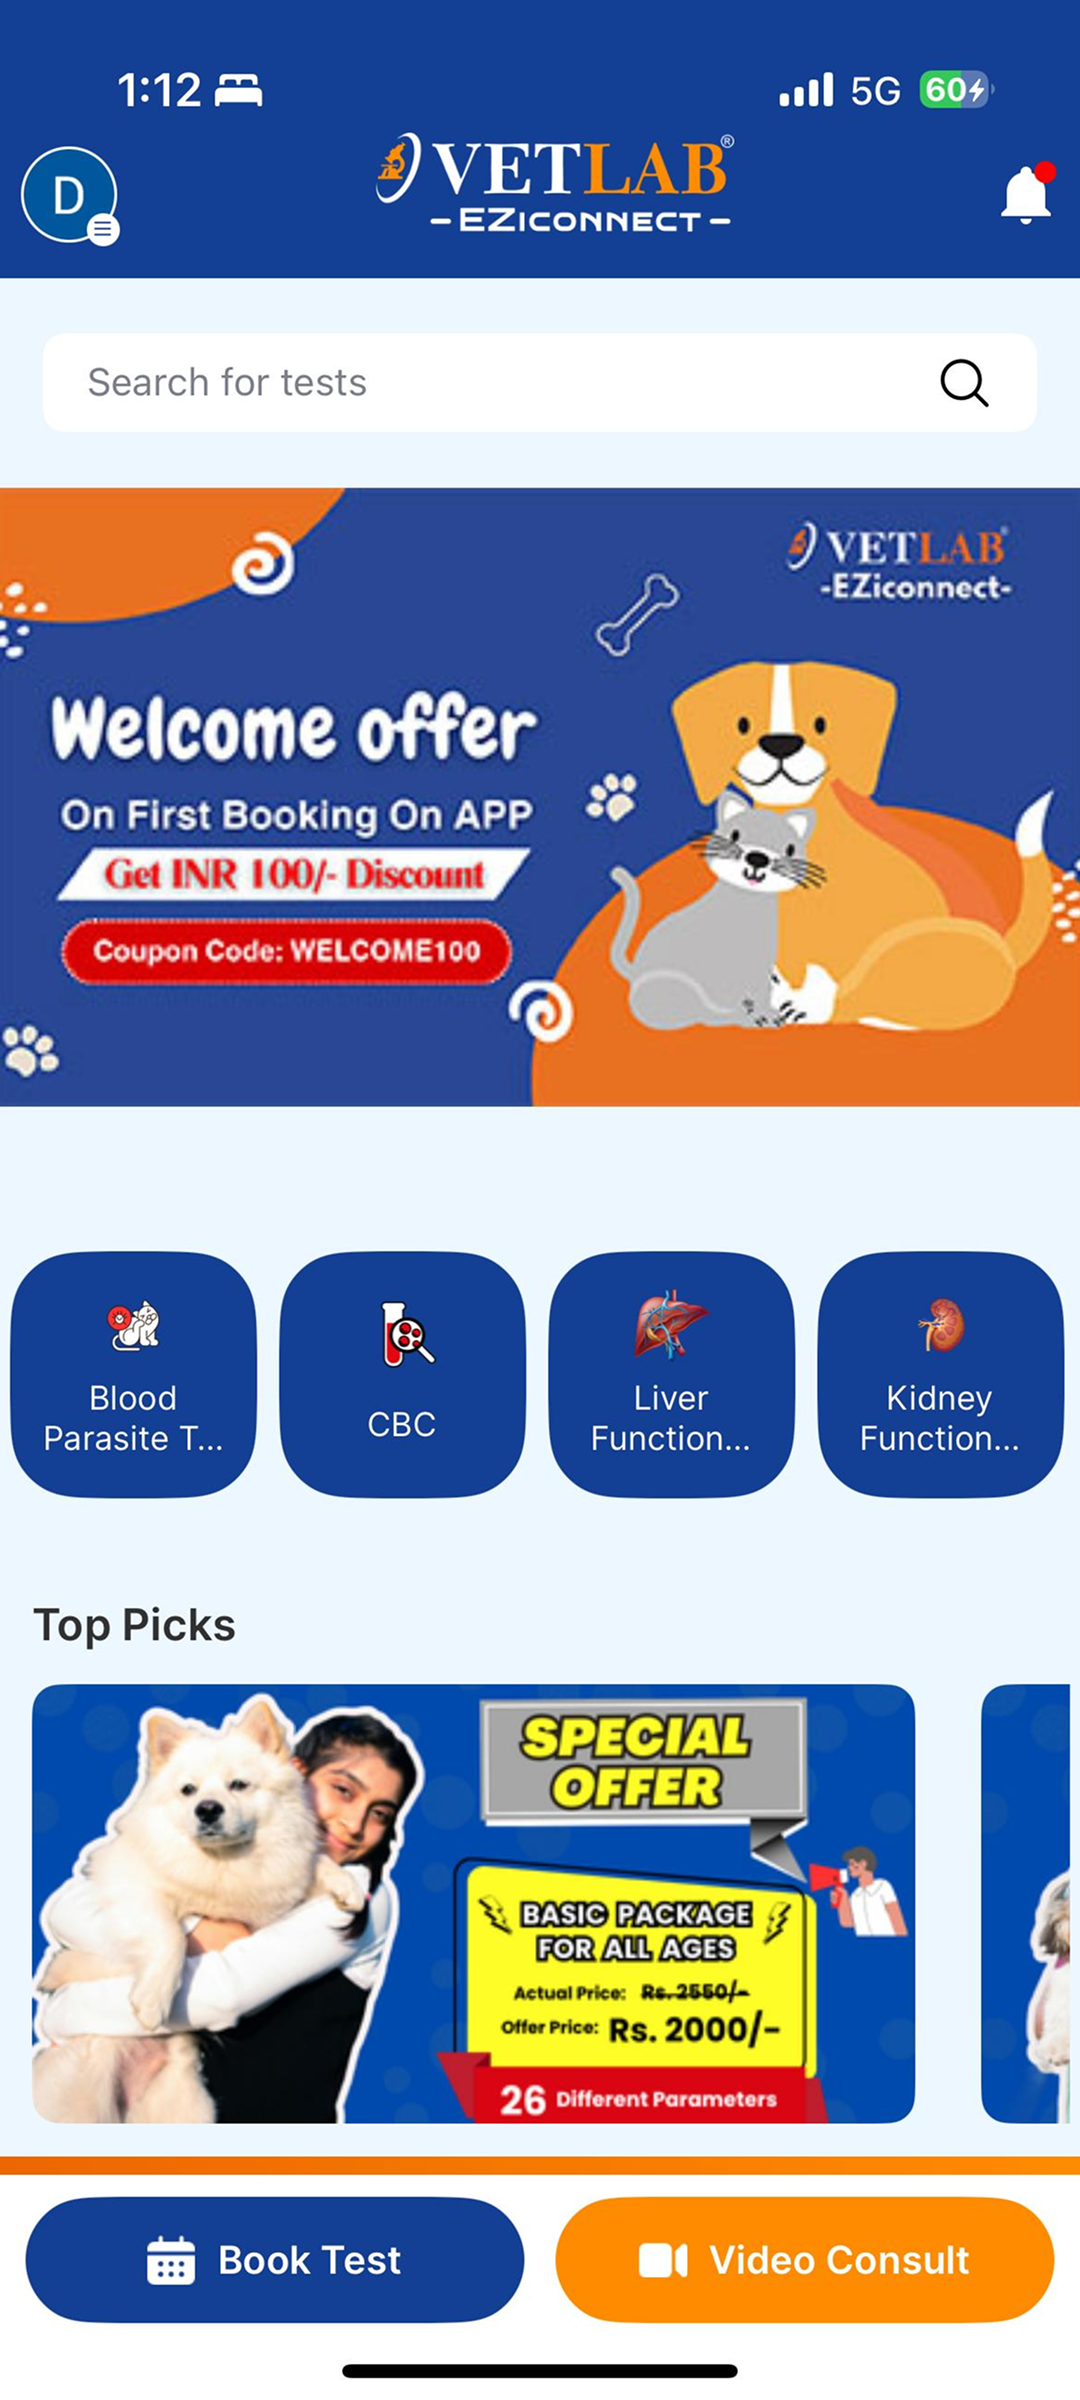 1:12
5G
60
D
VETLAB®
-EZICONNECT-
Search for tests
VETLAB
-EZiconnect-
Welcome offer
On First Booking On APP
Get INR 100/- Discount
Coupon Code: WELCOME100
Blood
Parasite T...
CBC
Liver
Function...
Kidney
Function...
Top Picks
SPECIAL
OFFER
BASIC PACKAGE
FOR ALL AGES
Actual Price: Rs. 2550/-
Offer Price: Rs. 2000/-
26 Different Parameters
Book Test
Video Consult